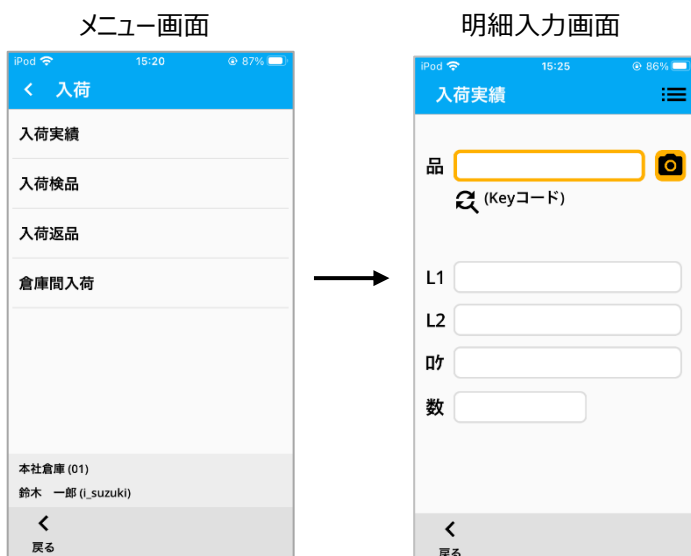 メニュー画面
iPod 15:20 87%
入荷
入荷実績
入荷検品
入荷返品
倉庫間入荷
本社倉庫 (01)
鈴木　一郎 (i_suzuki)
戻る
明細入力画面
iPod 15:25 86%
入荷実績
品
(Keyコード)
L1
L2
ﾛｹ
数
戻る